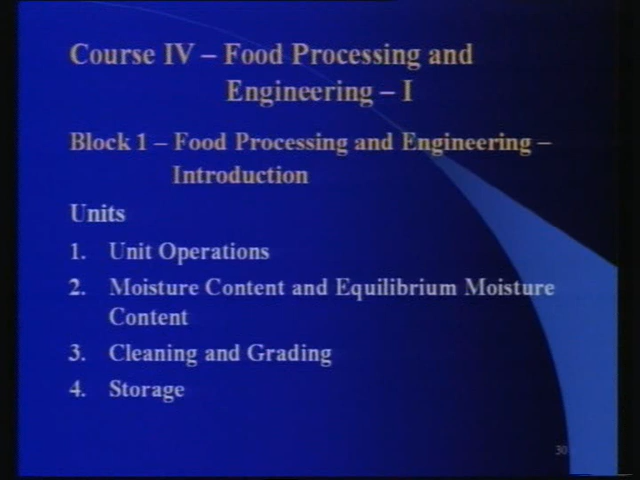 Course IV – Food Processing and
Engineering – I
Block 1 – Food Processing and Engineering –
Introduction
Units
1. Unit Operations
2. Moisture Content and Equilibrium Moisture
Content
3. Cleaning and Grading
4. Storage
30